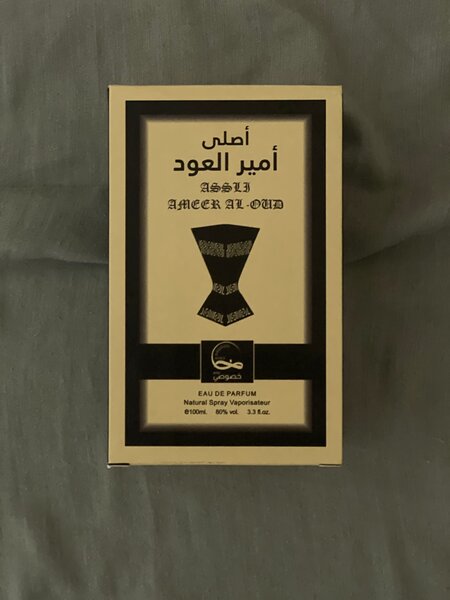 أصلى
أمير العود
ASSLI
AMEER AL-OUD
خصوصي
EAU DE PARFUM
Natural Spray Vaporisateur
℮100ml. 80% vol. 3.3 fl.oz.